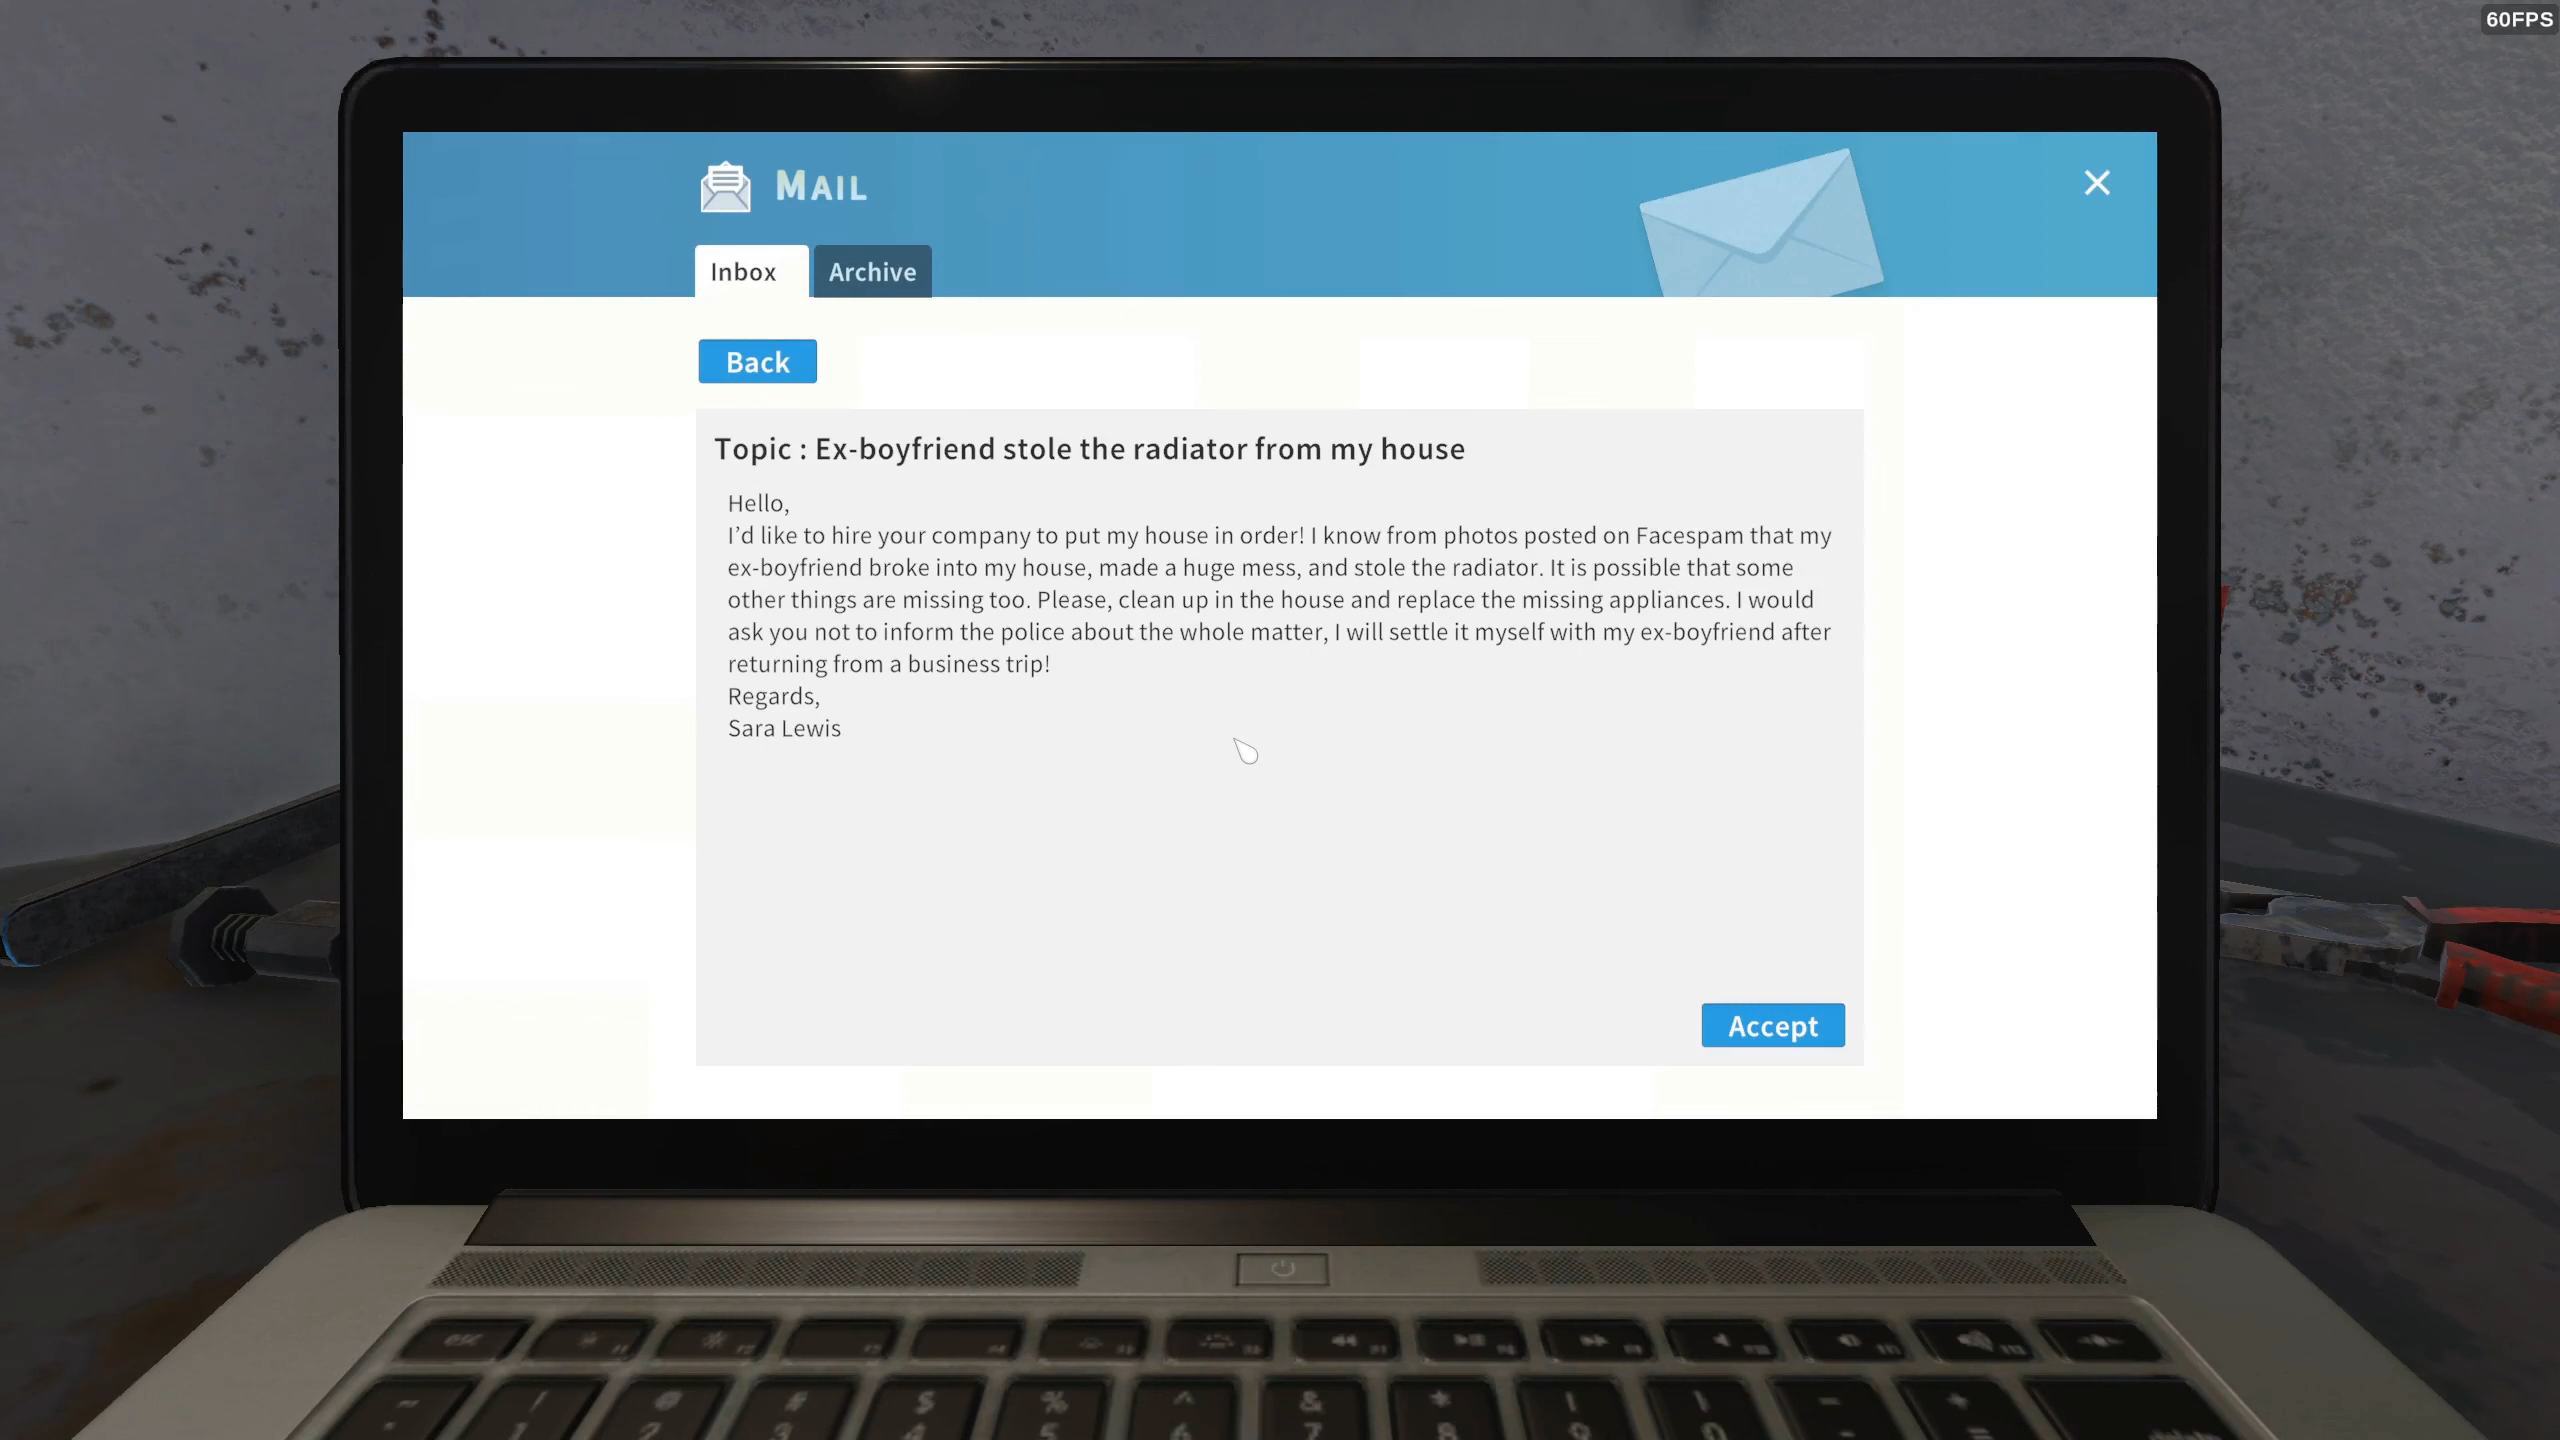 60FPS
MAIL
Inbox
Archive
Back
Topic : Ex-boyfriend stole the radiator from my house
Hello,
I’d like to hire your company to put my house in order! I know from photos posted on Facespam that my
ex-boyfriend broke into my house, made a huge mess, and stole the radiator. It is possible that some
other things are missing too. Please, clean up in the house and replace the missing appliances. I would
ask you not to inform the police about the whole matter, I will settle it myself with my ex-boyfriend after
returning from a business trip!
Regards,
Sara Lewis
Accept
esc